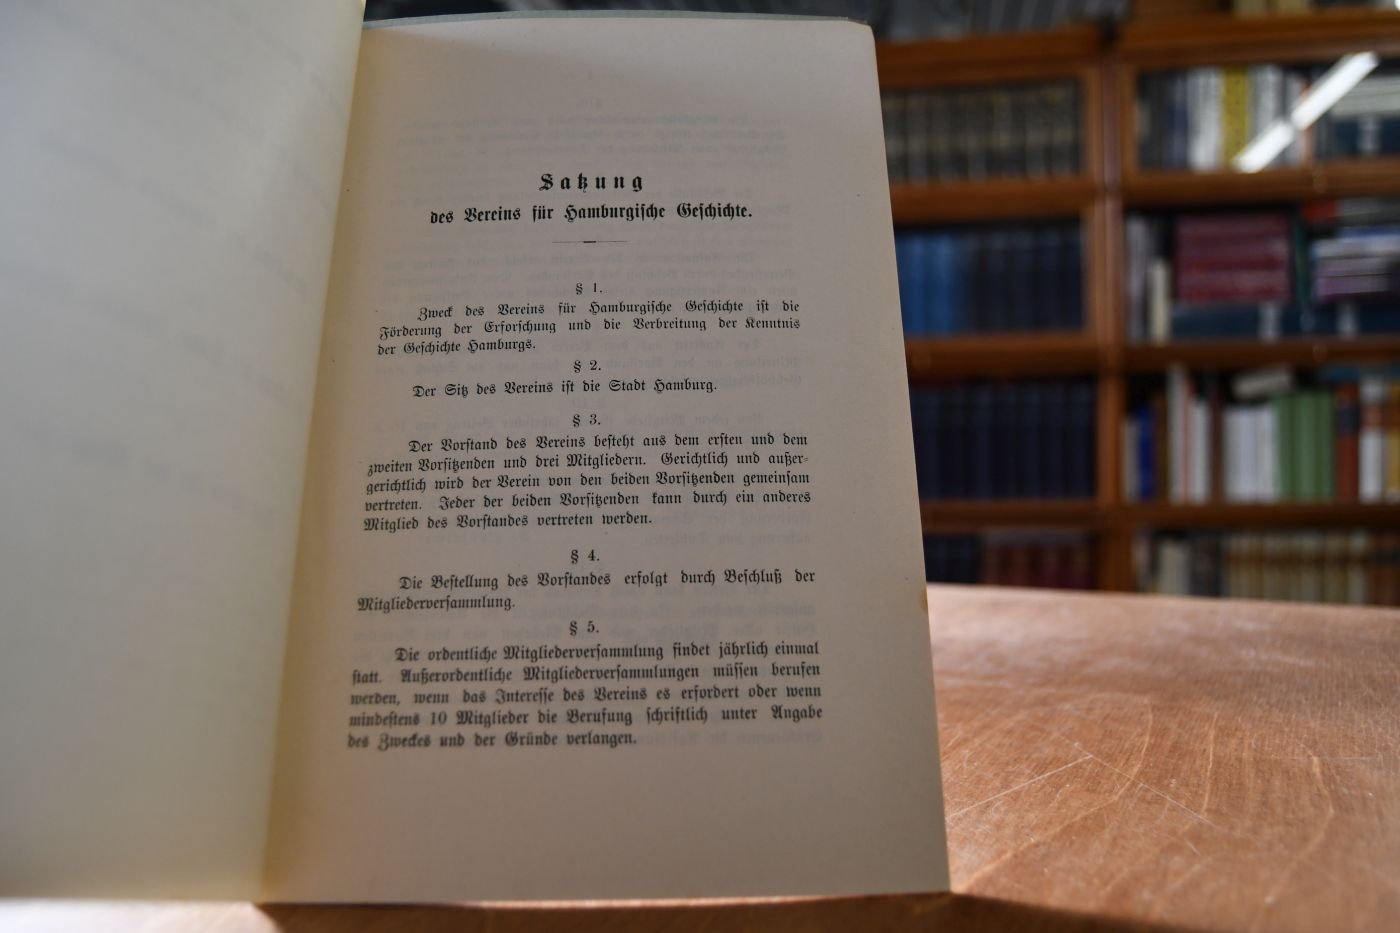 Satzung
des Vereins für Hamburgische Geschichte.
§ 1.
Zweck des Vereins für Hamburgische Geschichte ist die
Förderung der Erforschung und die Verbreitung der Kenntnis
der Geschichte Hamburgs.
§ 2.
Der Sitz des Vereins ist die Stadt Hamburg.
§ 3.
Der Vorstand des Vereins besteht aus dem ersten und dem
zweiten Vorsitzenden und drei Mitgliedern. Gerichtlich und außer-
gerichtlich wird der Verein von den beiden Vorsitzenden gemeinsam
vertreten. Jeder der beiden Vorsitzenden kann durch ein anderes
Mitglied des Vorstandes vertreten werden.
§ 4.
Die Bestellung des Vorstandes erfolgt durch Beschluß der
Mitgliederversammlung.
§ 5.
Die ordentliche Mitgliederversammlung findet jährlich einmal
statt. Außerordentliche Mitgliederversammlungen müssen berufen
werden, wenn das Interesse des Vereins es erfordert oder wenn
mindestens 10 Mitglieder die Berufung schriftlich unter Angabe
des Zweckes und der Gründe verlangen.